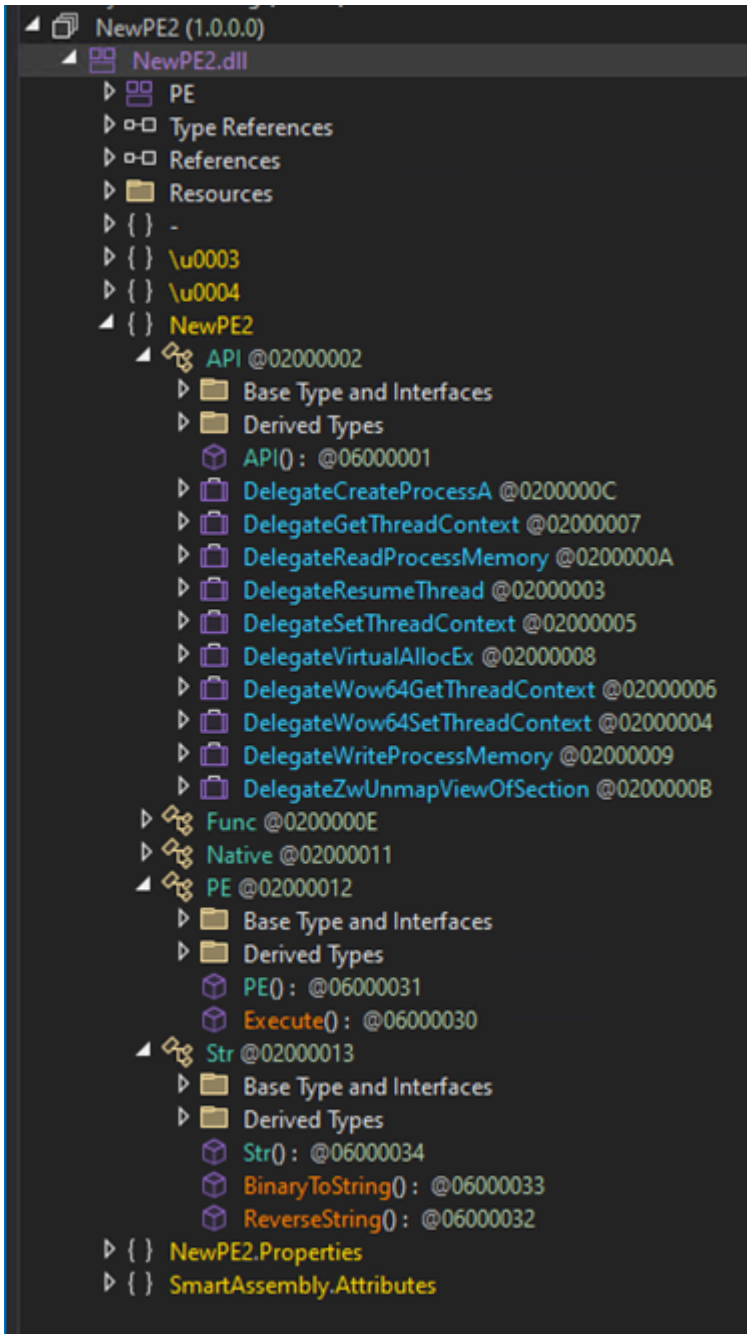 NewPE2 (1.0.0.0)
NewPE2.dll
PE
Type References
References
Resources
{ } -
{ } \u0003
{ } \u0004
{ } NewPE2
API @02000002
Base Type and Interfaces
Derived Types
API() : @06000001
DelegateCreateProcessA @0200000C
DelegateGetThreadContext @02000007
DelegateReadProcessMemory @0200000A
DelegateResumeThread @02000003
DelegateSetThreadContext @02000005
DelegateVirtualAllocEx @02000008
DelegateWow64GetThreadContext @02000006
DelegateWow64SetThreadContext @02000004
DelegateWriteProcessMemory @02000009
DelegateZwUnmapViewOfSection @0200000B
Func @0200000E
Native @02000011
PE @02000012
Base Type and Interfaces
Derived Types
PE() : @06000031
Execute() : @06000030
Str @02000013
Base Type and Interfaces
Derived Types
Str() : @06000034
BinaryToString() : @06000033
ReverseString() : @06000032
{ } NewPE2.Properties
{ } SmartAssembly.Attributes